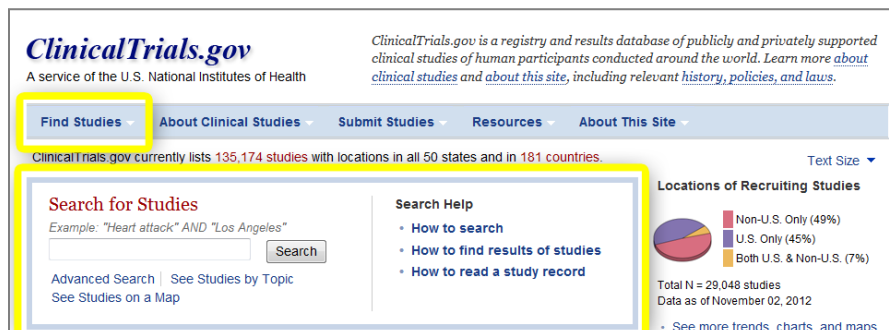 ClinicalTrials.gov
A service of the U.S. National Institutes of Health
ClinicalTrials.gov is a registry and results database of publicly and privately supported
clinical studies of human participants conducted around the world. Learn more about
clinical studies and about this site, including relevant history, policies, and laws.
Find Studies About Clinical Studies Submit Studies Resources About This Site
ClinicalTrials.gov currently lists 135,174 studies with locations in all 50 states and in 181 countries.
Text Size
Search for Studies
Example: "Heart attack" AND "Los Angeles"
Search
Advanced Search See Studies by Topic
See Studies on a Map
Search Help
• How to search
• How to find results of studies
• How to read a study record
Locations of Recruiting Studies
Non-U.S. Only (49%)
U.S. Only (45%)
Both U.S. & Non-U.S. (7%)
Total N = 29,048 studies
Data as of November 02, 2012
• See more trends, charts, and maps